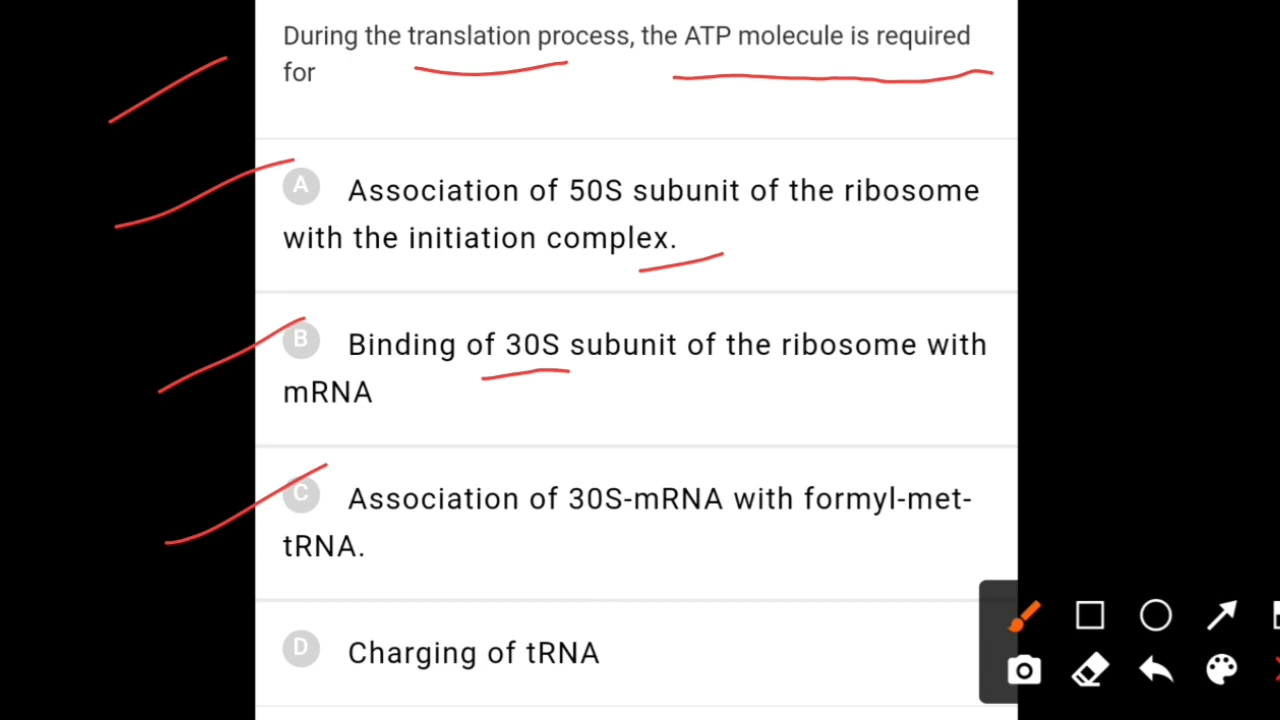 During the translation process, the ATP molecule is required
for
A Association of 50S subunit of the ribosome
with the initiation complex.
B Binding of 30S subunit of the ribosome with
mRNA
C Association of 30S-mRNA with formyl-met-
tRNA.
D Charging of tRNA